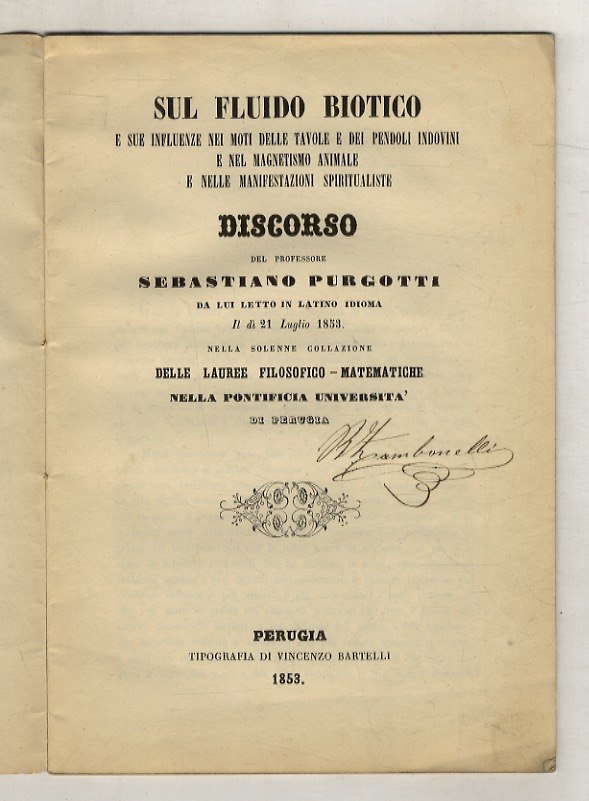 SUL FLUIDO BIOTICO
E SUE INFLUENZE NEI MOTI DELLE TAVOLE E DEI PENDOLI INDOVINI
E NEL MAGNETISMO ANIMALE
E NELLE MANIFESTAZIONI SPIRITUALISTE
DISCORSO
DEL PROFESSORE
SEBASTIANO PURGOTTI
DA LUI LETTO IN LATINO IDIOMA
Il dì 21 Luglio 1853.
NELLA SOLENNE COLLAZIONE
DELLE LAUREE FILOSOFICO - MATEMATICHE
NELLA PONTIFICIA UNIVERSITA'
DI PERUGIA
Zambonelli
PERUGIA
TIPOGRAFIA DI VINCENZO BARTELLI
1853.